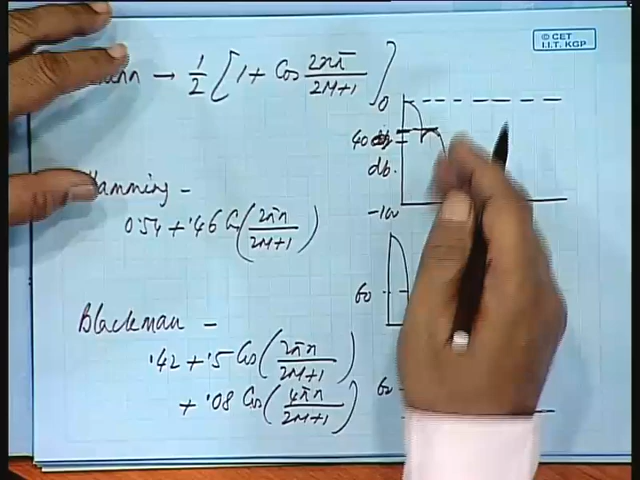 © CET
I.I.T. KGP
→ 1/2 [1 + Cos 2πn/2M+1]
0
40
db.
-100
Hamming -
0.54 + .46 Cos(2πn/2M+1)
60
Blackman -
.42 + .5 Cos(2πn/2M+1)
+ .08 Cos(4πn/2M+1)
60